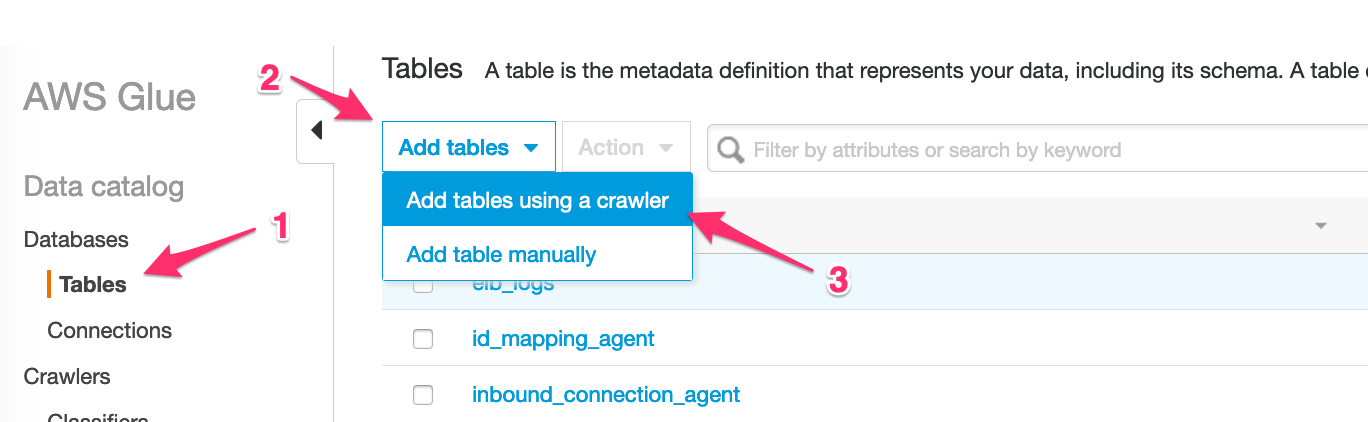 2
Tables A table is the metadata definition that represents your data, including its schema. A table
AWS Glue
Add tables Action Filter by attributes or search by keyword
Data catalog
Add tables using a crawler
1
Databases
Add table manually
3
Tables
elb_logs
Connections
id_mapping_agent
Crawlers
inbound_connection_agent
Classifiers